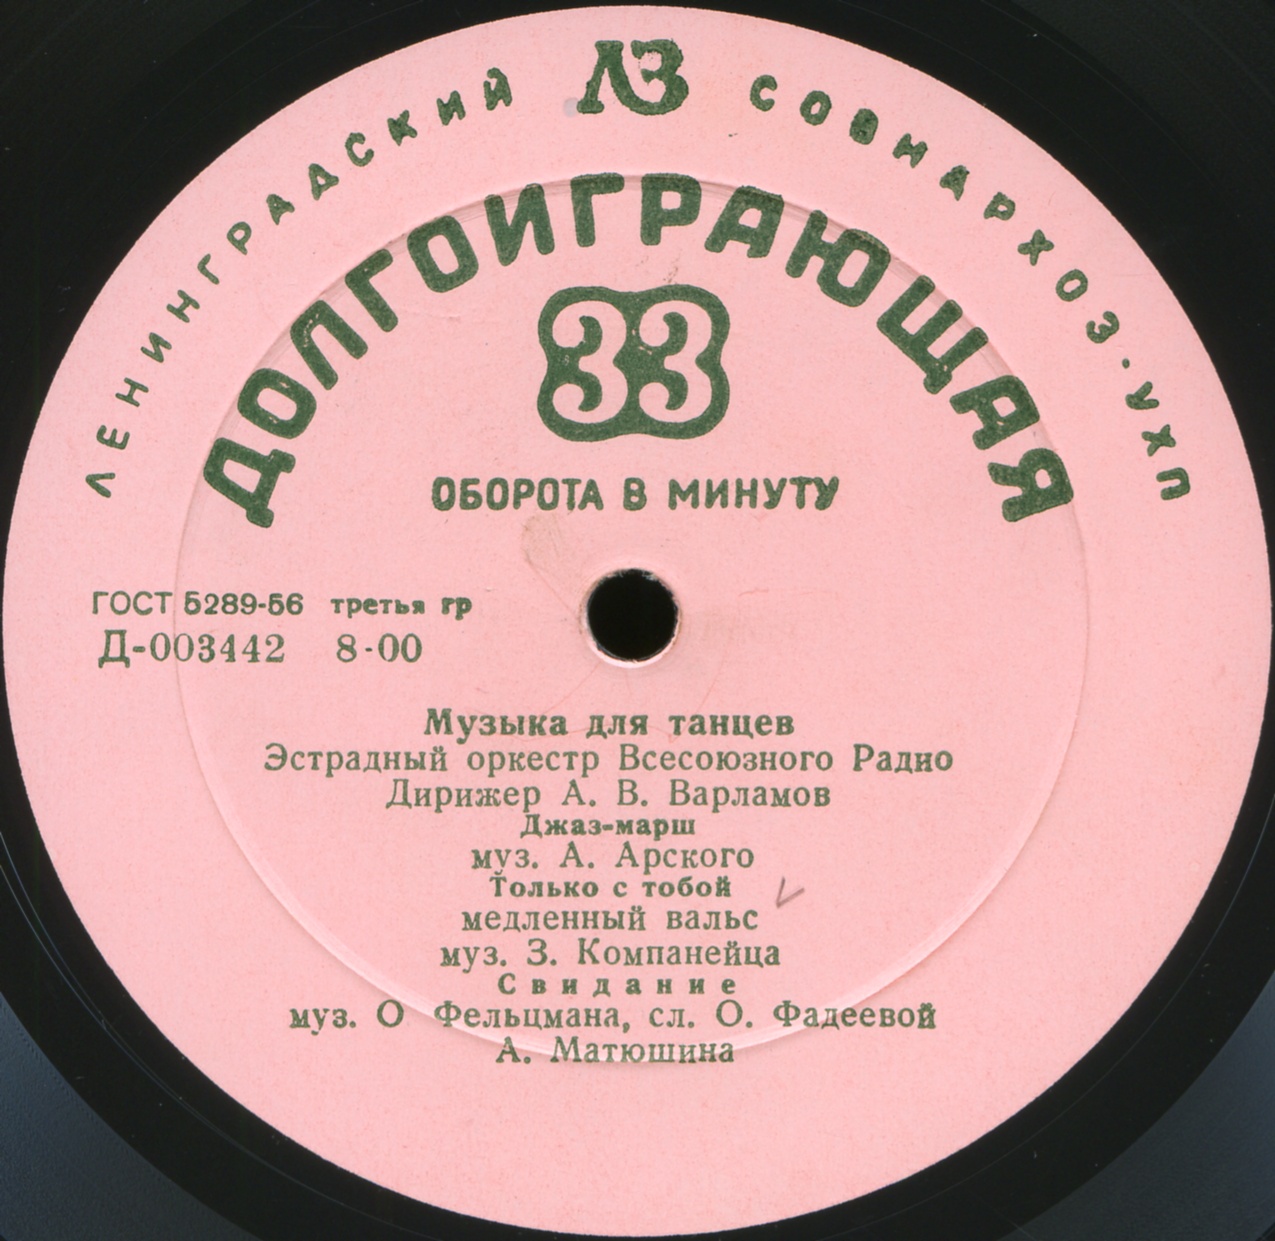 ЛЕНИНГРАДСКИЙ ЛЗ СОВНАРХОЗ·УХП
ДОЛГОИГРАЮЩАЯ
33
ОБОРОТА В МИНУТУ
ГОСТ 5289-56 третья гр
Д-003442 8-00
Музыка для танцев
Эстрадный оркестр Всесоюзного Радио
Дирижер А. В. Варламов
Джаз-марш
муз. А. Арского
Только с тобой
медленный вальс
муз. З. Компанейца
Свидание
муз. О Фельцмана, сл. О. Фадеевой
А. Матюшина